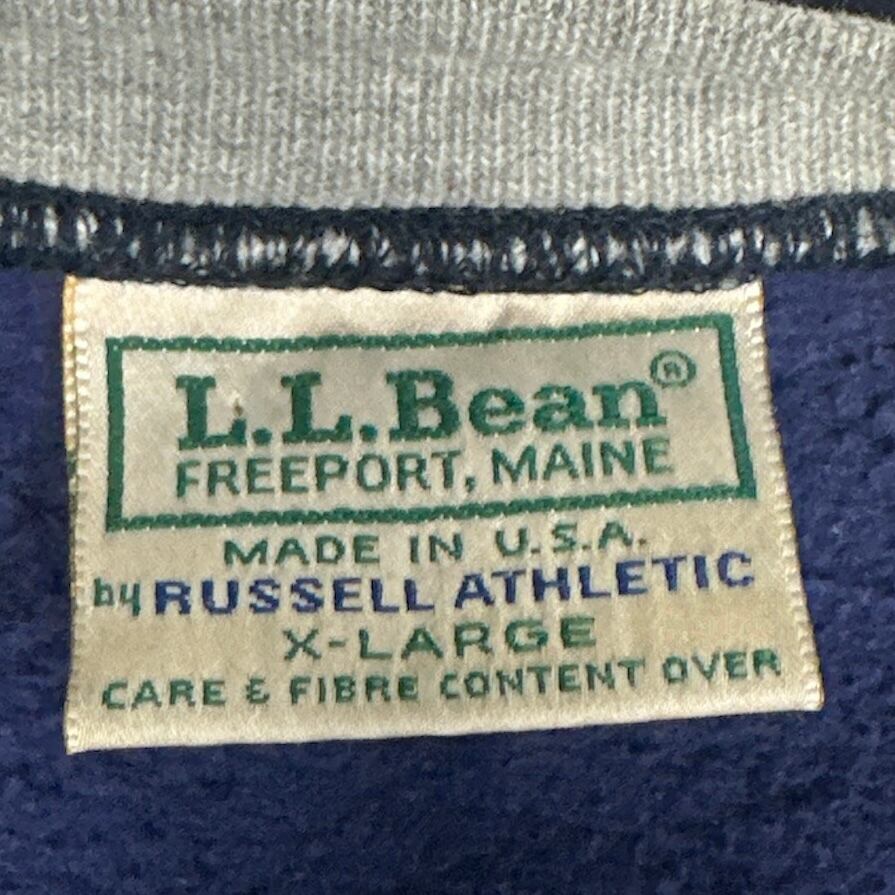 L.L.Bean®
FREEPORT, MAINE
MADE IN U.S.A.
by RUSSELL ATHLETIC
X-LARGE
CARE & FIBRE CONTENT OVER